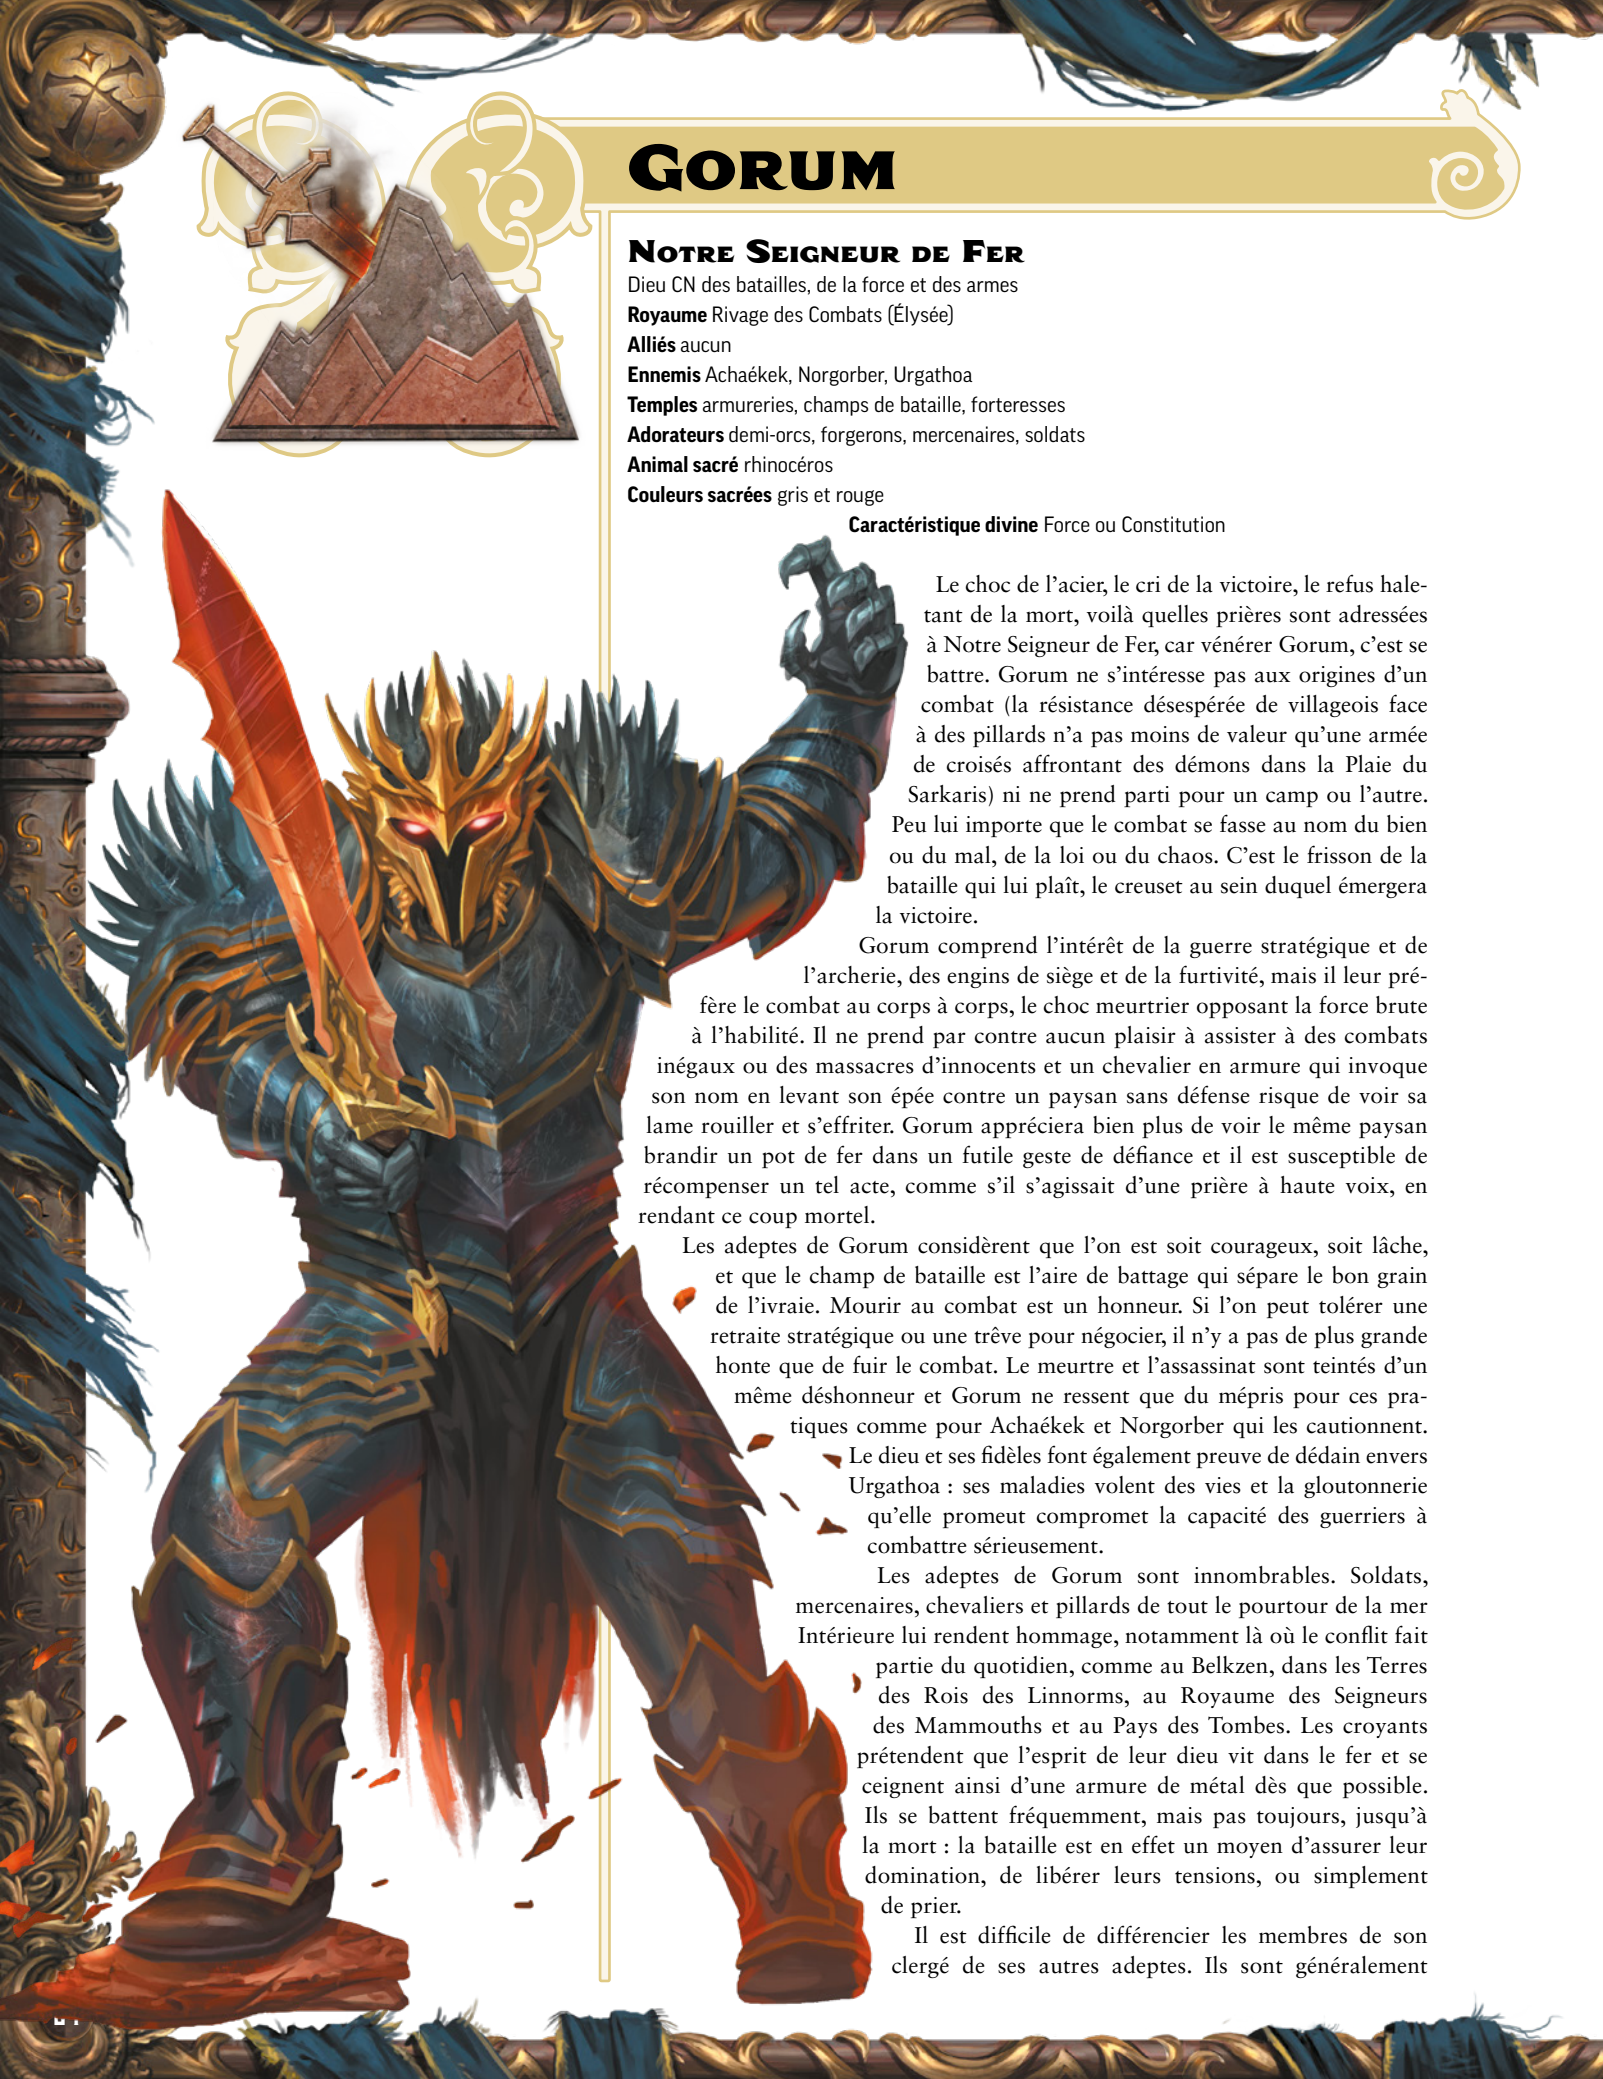 GORUM
NOTRE SEIGNEUR DE FER
Dieu CN des batailles, de la force et des armes
Royaume Rivage des Combats (Élysée)
Alliés aucun
Ennemis Achaékek, Norgorber, Urgathoa
Temples armureries, champs de bataille, forteresses
Adorateurs demi-orcs, forgerons, mercenaires, soldats
Animal sacré rhinocéros
Couleurs sacrées gris et rouge
Caractéristique divine Force ou Constitution
Le choc de l’acier, le cri de la victoire, le refus hale-
tant de la mort, voilà quelles prières sont adressées
à Notre Seigneur de Fer, car vénérer Gorum, c’est se
battre. Gorum ne s’intéresse pas aux origines d’un
combat (la résistance désespérée de villageois face
à des pillards n’a pas moins de valeur qu’une armée
de croisés affrontant des démons dans la Plaie du
Sarkaris) ni ne prend parti pour un camp ou l’autre.
Peu lui importe que le combat se fasse au nom du bien
ou du mal, de la loi ou du chaos. C’est le frisson de la
bataille qui lui plaît, le creuset au sein duquel émergera
la victoire.
Gorum comprend l’intérêt de la guerre stratégique et de
l’archerie, des engins de siège et de la furtivité, mais il leur pré-
fère le combat au corps à corps, le choc meurtrier opposant la force brute
à l’habilité. Il ne prend par contre aucun plaisir à assister à des combats
inégaux ou des massacres d’innocents et un chevalier en armure qui invoque
son nom en levant son épée contre un paysan sans défense risque de voir sa
lame rouiller et s’effriter. Gorum appréciera bien plus de voir le même paysan
brandir un pot de fer dans un futile geste de défiance et il est susceptible de
récompenser un tel acte, comme s’il s’agissait d’une prière à haute voix, en
rendant ce coup mortel.
Les adeptes de Gorum considèrent que l’on est soit courageux, soit lâche,
et que le champ de bataille est l’aire de battage qui sépare le bon grain
de l’ivraie. Mourir au combat est un honneur. Si l’on peut tolérer une
retraite stratégique ou une trêve pour négocier, il n’y a pas de plus grande
honte que de fuir le combat. Le meurtre et l’assassinat sont teintés d’un
même déshonneur et Gorum ne ressent que du mépris pour ces pra-
tiques comme pour Achaékek et Norgorber qui les cautionnent.
Le dieu et ses fidèles font également preuve de dédain envers
Urgathoa : ses maladies volent des vies et la gloutonnerie
qu’elle promeut compromet la capacité des guerriers à
combattre sérieusement.
Les adeptes de Gorum sont innombrables. Soldats,
mercenaires, chevaliers et pillards de tout le pourtour de la mer
Intérieure lui rendent hommage, notamment là où le conflit fait
partie du quotidien, comme au Belkzen, dans les Terres
des Rois des Linnorms, au Royaume des Seigneurs
des Mammouths et au Pays des Tombes. Les croyants
prétendent que l’esprit de leur dieu vit dans le fer et se
ceignent ainsi d’une armure de métal dès que possible.
Ils se battent fréquemment, mais pas toujours, jusqu’à
la mort : la bataille est en effet un moyen d’assurer leur
domination, de libérer leurs tensions, ou simplement
de prier.
Il est difficile de différencier les membres de son
clergé de ses autres adeptes. Ils sont généralement